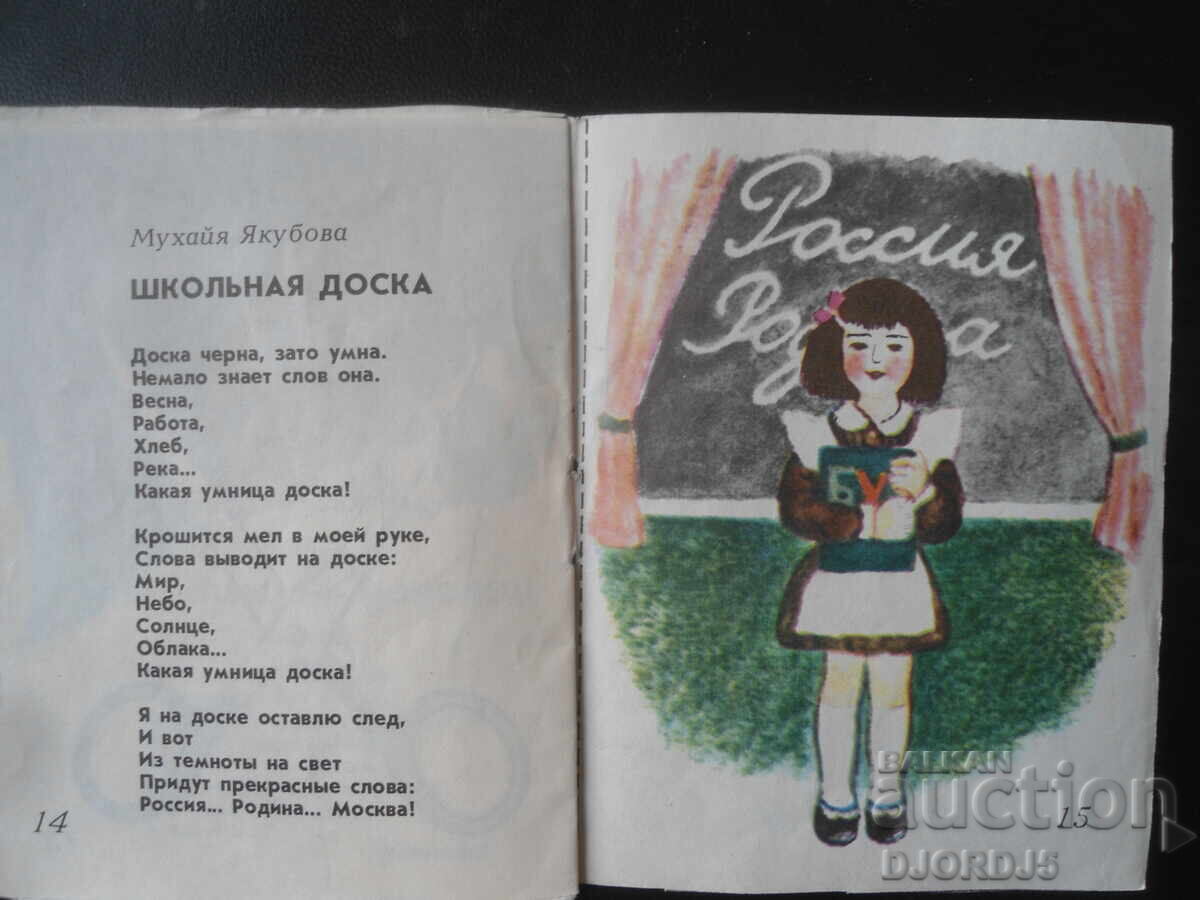 Мухайя Якубова
ШКОЛЬНАЯ ДОСКА
Доска черна, зато умна.
Немало знает слов она.
Весна,
Работа,
Хлеб,
Река...
Какая умница доска!
Крошится мел в моей руке,
Слова выводит на доске:
Мир,
Небо,
Солнце,
Облака...
Какая умница доска!
Я на доске оставлю след,
И вот
Из темноты на свет
Придут прекрасные слова:
Россия... Родина... Москва!
14
Россия
Род а
БУ
15
BALKAN
auction
DJORDJ5